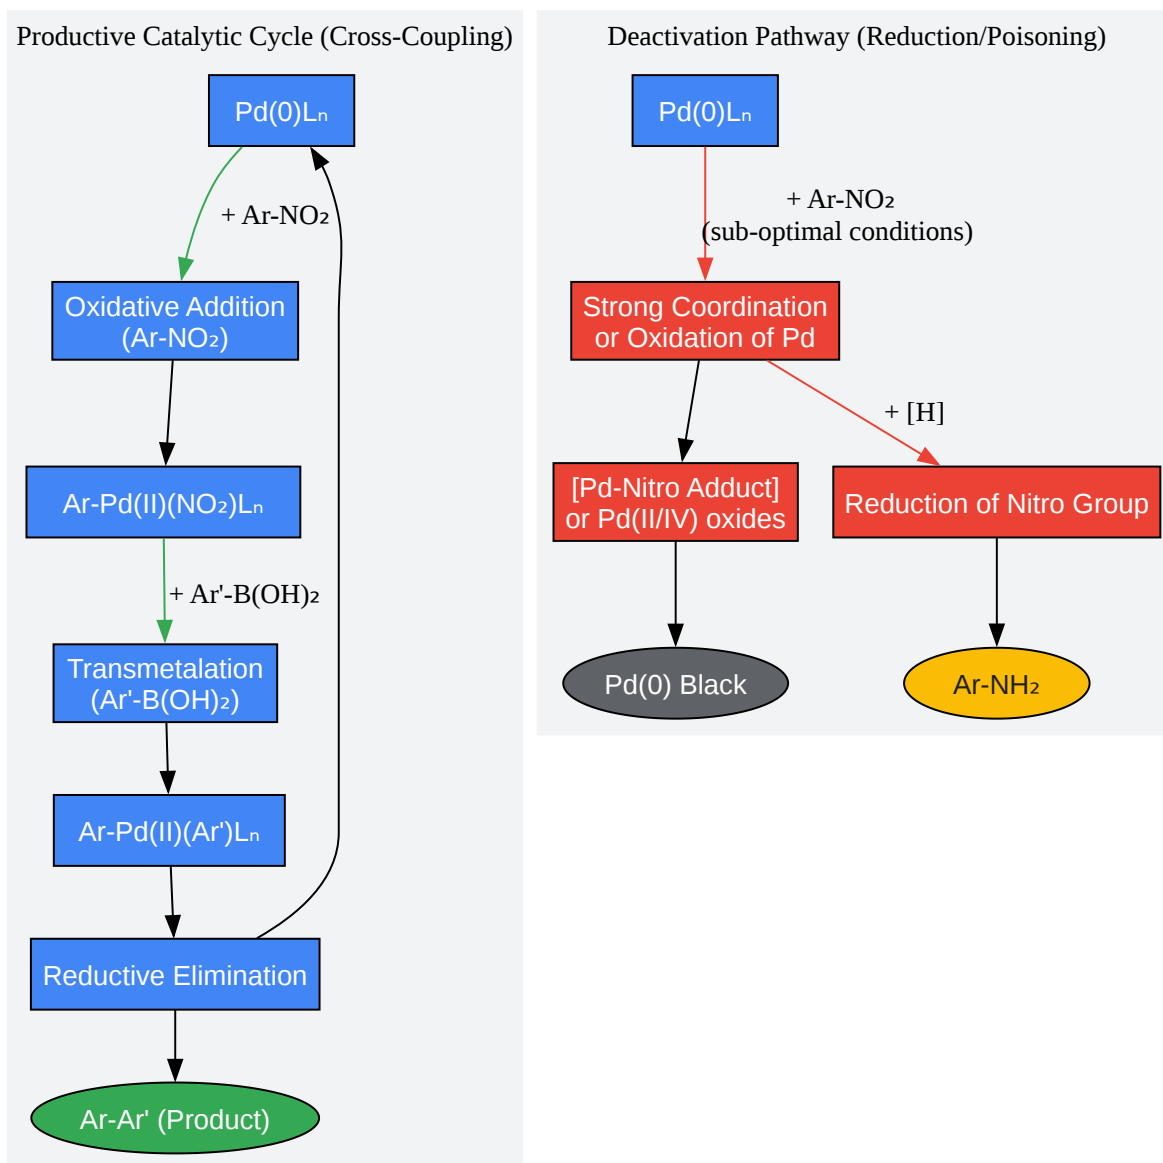 Productive Catalytic Cycle (Cross-Coupling)
Pd(0)Lₙ
+ Ar-NO₂
Oxidative Addition
(Ar-NO₂)
Ar-Pd(II)(NO₂)Lₙ
+ Ar'-B(OH)₂
Transmetalation
(Ar'-B(OH)₂)
Ar-Pd(II)(Ar')Lₙ
Reductive Elimination
Ar-Ar' (Product)
Deactivation Pathway (Reduction/Poisoning)
Pd(0)Lₙ
+ Ar-NO₂
(sub-optimal conditions)
Strong Coordination
or Oxidation of Pd
+ [H]
[Pd-Nitro Adduct]
or Pd(II/IV) oxides
Reduction of Nitro Group
Pd(0) Black
Ar-NH₂